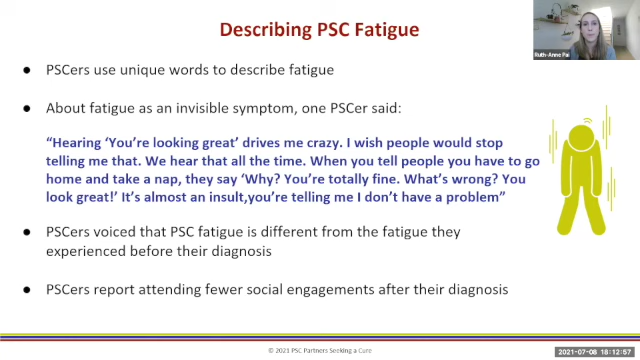 Describing PSC Fatigue
Ruth-Anne Pai
● PSCers use unique words to describe fatigue
● About fatigue as an invisible symptom, one PSCer said:
“Hearing ‘You’re looking great’ drives me crazy. I wish people would stop
telling me that. We hear that all the time. When you tell people you have to go
home and take a nap, they say ‘Why? You’re totally fine. What’s wrong? You
look great!’ It’s almost an insult,you’re telling me I don’t have a problem”
● PSCers voiced that PSC fatigue is different from the fatigue they
experienced before their diagnosis
● PSCers report attending fewer social engagements after their diagnosis
© 2021 PSC Partners Seeking a Cure
2021-07-08 18:12:57